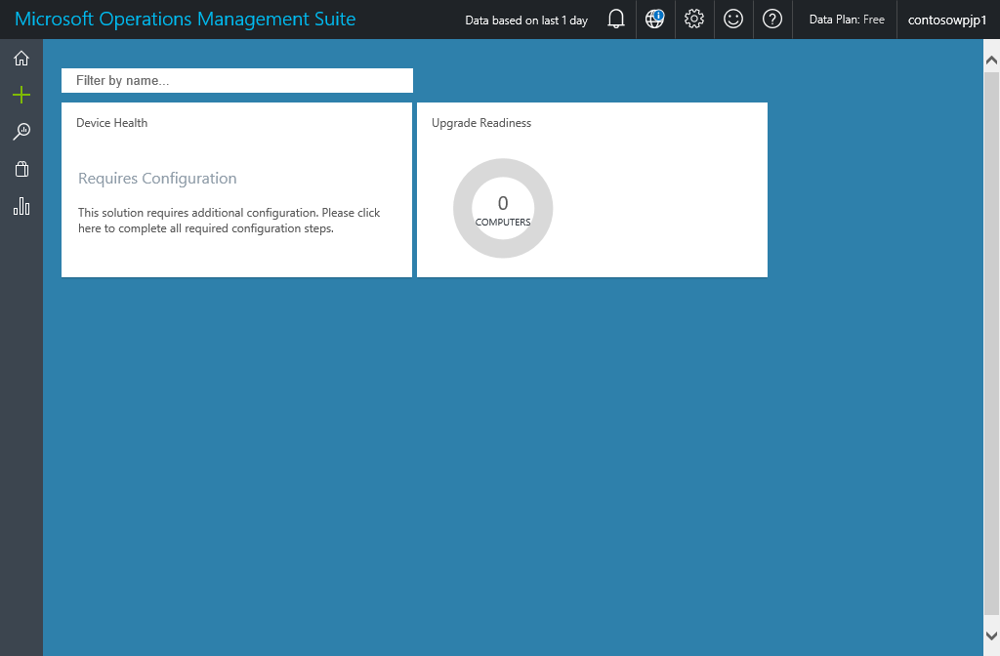 Microsoft Operations Management Suite
Data based on last 1 day
Data Plan: Free
contosowpjp1
Filter by name...
Device Health
Requires Configuration
This solution requires additional configuration. Please click
here to complete all required configuration steps.
Upgrade Readiness
0
COMPUTERS